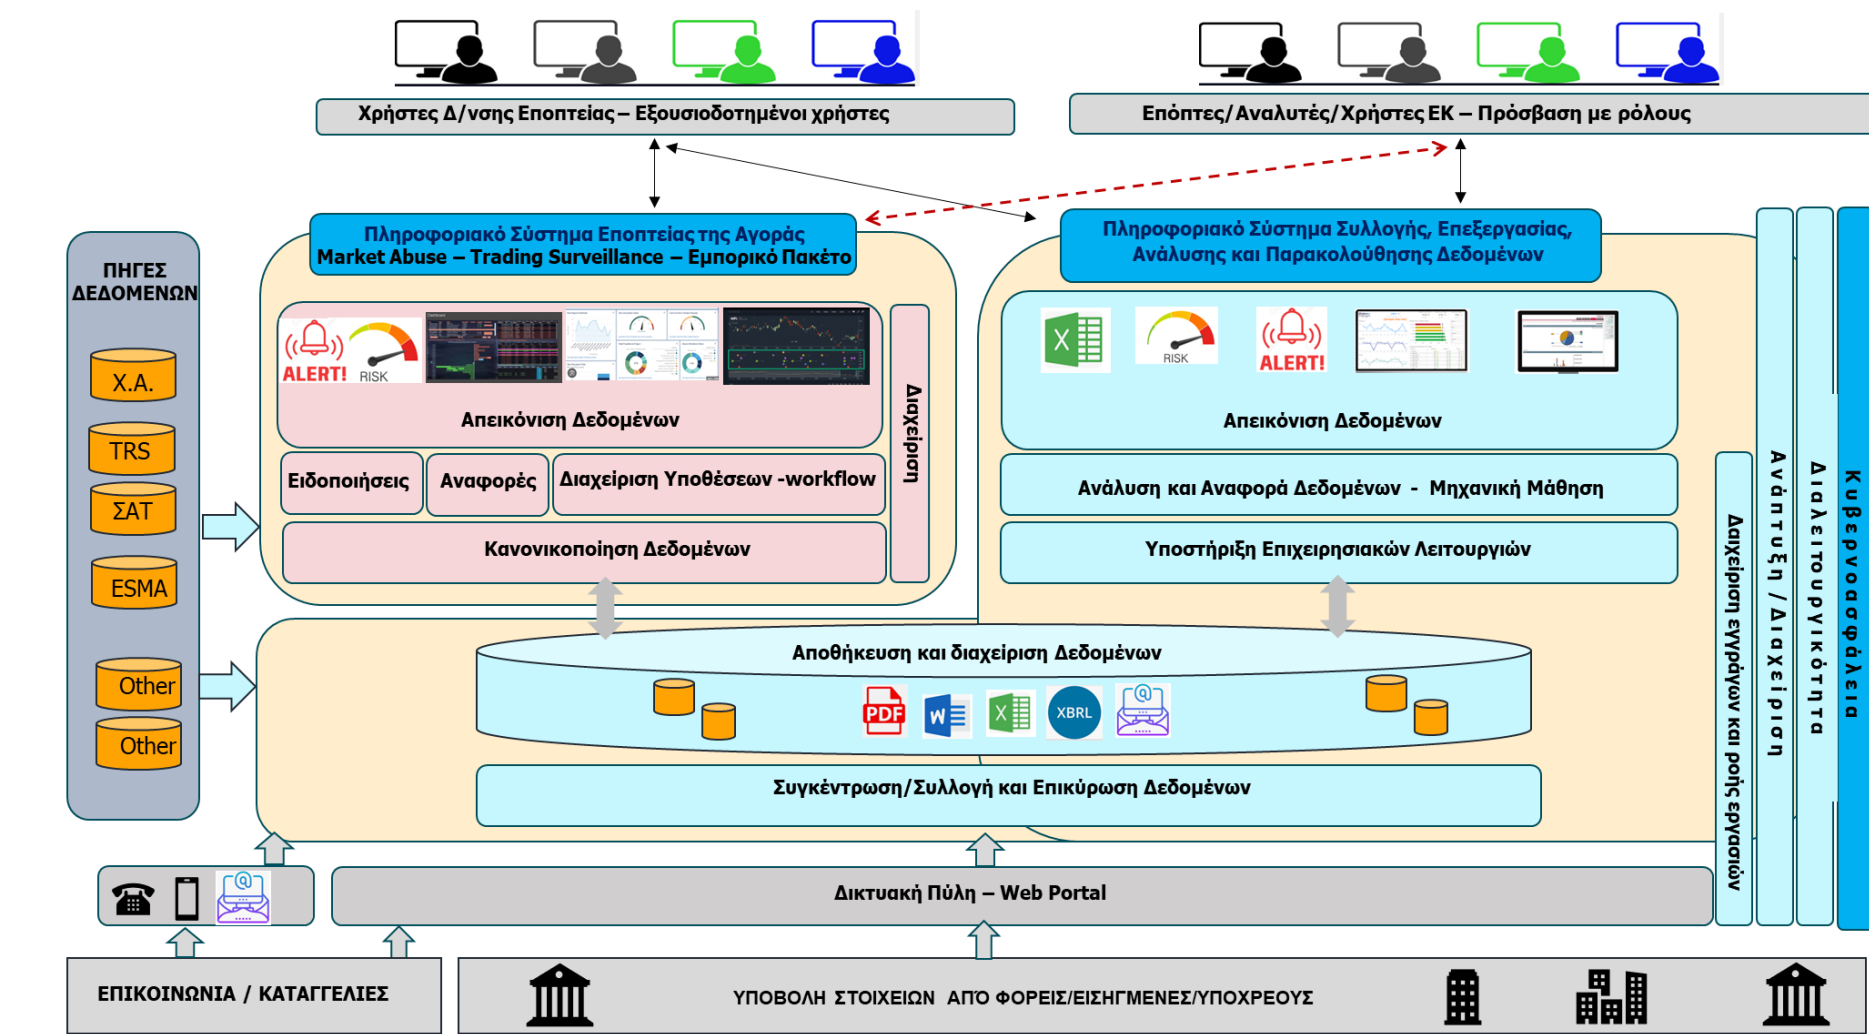 Χρήστες Δ/νσης Εποπτείας – Εξουσιοδοτημένοι χρήστες
Επόπτες/Αναλυτές/Χρήστες ΕΚ – Πρόσβαση με ρόλους
ΠΗΓΕΣ
ΔΕΔΟΜΕΝΩΝ
Χ.Α.
TRS
ΣΑΤ
ESMA
Other
Other
Πληροφοριακό Σύστημα Εποπτείας της Αγοράς
Market Abuse – Trading Surveillance – Εμπορικό Πακέτο
ALERT!
RISK
Απεικόνιση Δεδομένων
Ειδοποιήσεις
Αναφορές
Διαχείριση Υποθέσεων -workflow
Κανονικοποίηση Δεδομένων
Διαχείριση
Πληροφοριακό Σύστημα Συλλογής, Επεξεργασίας,
Ανάλυσης και Παρακολούθησης Δεδομένων
X
RISK
ALERT!
Απεικόνιση Δεδομένων
Ανάλυση και Αναφορά Δεδομένων - Μηχανική Μάθηση
Υποστήριξη Επιχειρησιακών Λειτουργιών
Αποθήκευση και διαχείριση Δεδομένων
PDF
W
X
XBRL
@
Συγκέντρωση/Συλλογή και Επικύρωση Δεδομένων
Δαιχείριση εγγράγων και ροής εργασιών
Ανάπτυξη / Διαχείριση
Διαλειτουργικότητα
Κυβερνοασφάλεια
@
Δικτυακή Πύλη – Web Portal
ΕΠΙΚΟΙΝΩΝΙΑ / ΚΑΤΑΓΓΕΛΙΕΣ
ΥΠΟΒΟΛΗ ΣΤΟΙΧΕΙΩΝ ΑΠΌ ΦΟΡΕΙΣ/ΕΙΣΗΓΜΕΝΕΣ/ΥΠΟΧΡΕΟΥΣ